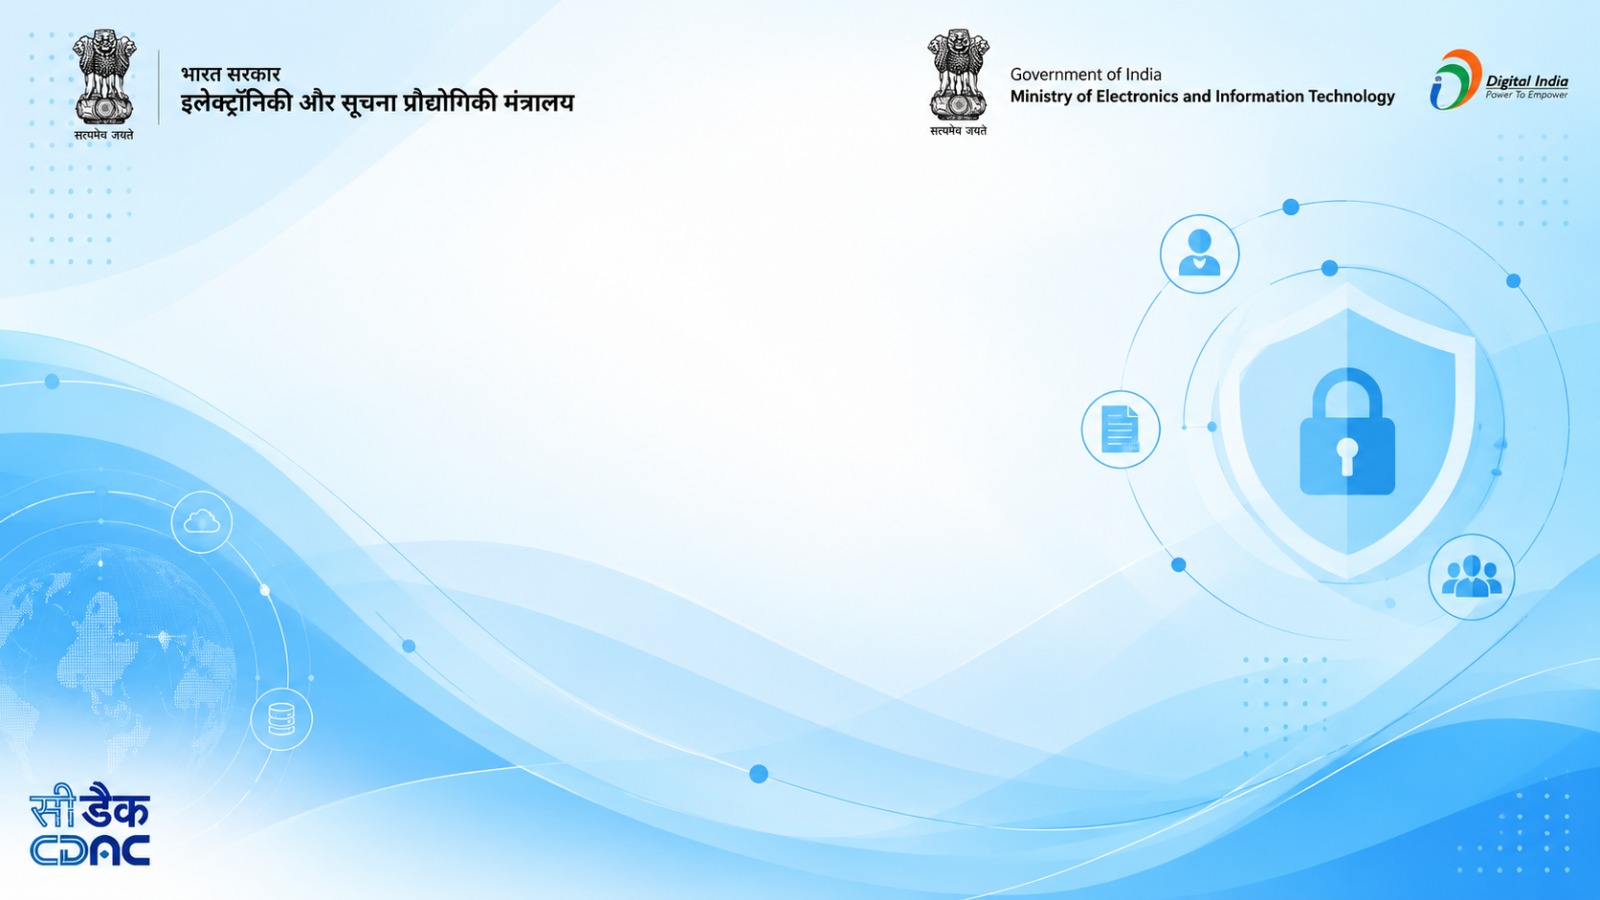 भारत सरकार
इलेक्ट्रॉनिकी और सूचना प्रौद्योगिकी मंत्रालय
सत्यमेव जयते
Government of India
Ministry of Electronics and Information Technology
सत्यमेव जयते
Digital India
Power To Empower
सी डैक
CDAC